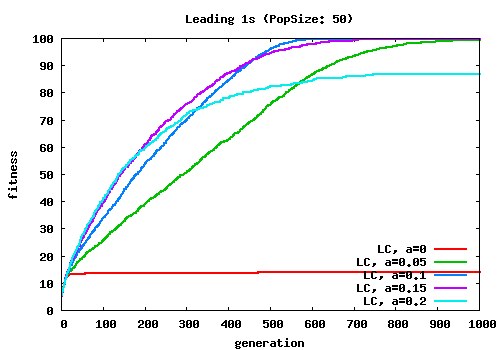 Leading 1s (PopSize: 50)
100
90
80
70
60
50
40
30
20
10
0
fitness
LC, a=0
LC, a=0.05
LC, a=0.1
LC, a=0.15
LC, a=0.2
0 100 200 300 400 500 600 700 800 900 1000
generation